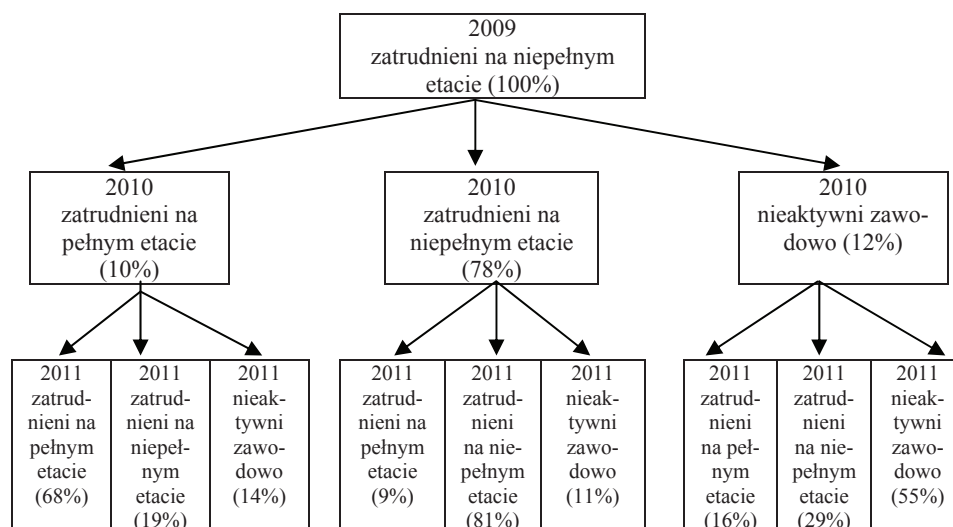 2009
zatrudnieni na niepełnym
etacie (100%)
2010
zatrudnieni na
pełnym etacie
(10%)
2010
zatrudnieni na
niepełnym etacie
(78%)
2010
nieaktywni zawo-
dowo (12%)
2011
zatrud-
nieni na
pełnym
etacie
(68%)
2011
zatrud-
nieni na
niepeł-
nym
etacie
(19%)
2011
nieak-
tywni
zawo-
dowo
(14%)
2011
zatrud-
nieni na
pełnym
etacie
(9%)
2011
zatrud-
nieni
na nie-
pełnym
etacie
(81%)
2011
nieak-
tywni
zawo-
dowo
(11%)
2011
zatrud-
nieni
na peł-
nym
etacie
(16%)
2011
zatrud-
nieni
na nie-
pełnym
etacie
(29%)
2011
nieak-
tywni
zawo-
dowo
(55%)